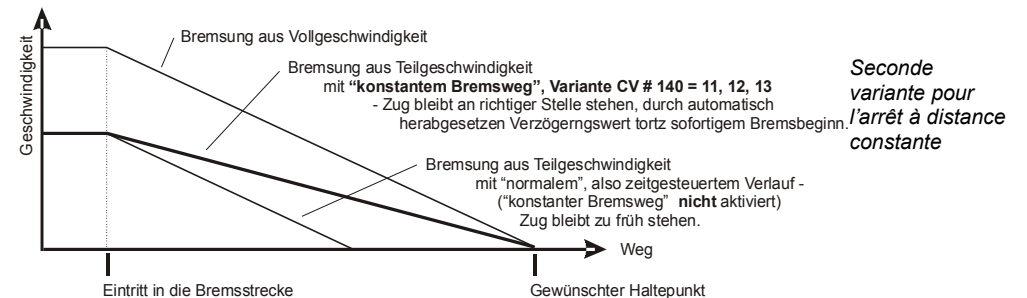 Geschwindigkeit
Bremsung aus Vollgeschwindigkeit
Bremsung aus Teilgeschwindigkeit
mit “konstantem Bremsweg”, Variante CV # 140 = 11, 12, 13
- Zug bleibt an richtiger Stelle stehen, durch automatisch
herabgesetzen Verzögerngswert tortz sofortigem Bremsbeginn.
Seconde
variante pour
l'arrêt à distance
constante
Bremsung aus Teilgeschwindigkeit
mit “normalem”, also zeitgesteuertem Verlauf -
(“konstanter Bremsweg” nicht aktiviert)
Zug bleibt zu früh stehen.
Weg
Eintritt in die Bremsstrecke
Gewünschter Haltepunkt